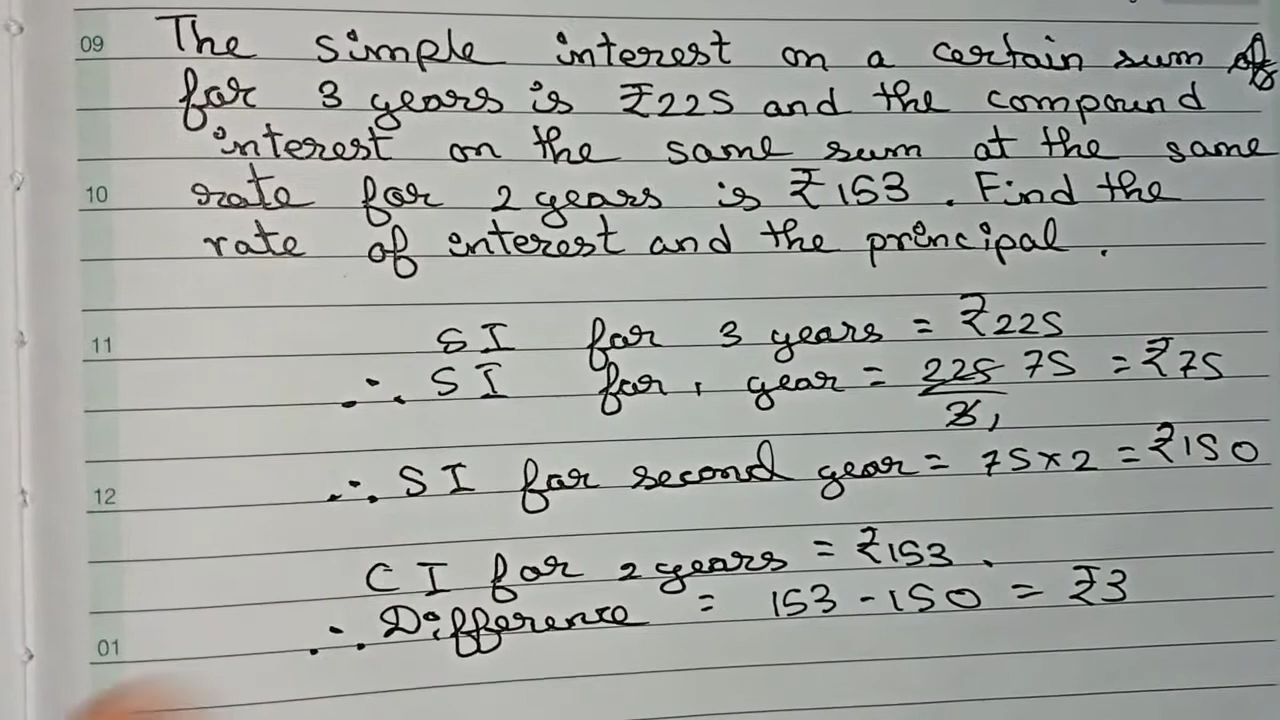 09 The simple interest on a certain sum of
for 3 years is ₹225 and the compound
interest on the same sum at the same
10 rate for 2 years is ₹153. Find the
rate of interest and the principal.
11 SI for 3 years = ₹225
∴ SI for 1 year = 225/3 75 1 = ₹75
12 ∴ SI for second year = 75×2 = ₹150
CI for 2 years = ₹153.
01 ∴ Difference = 153-150 = ₹3